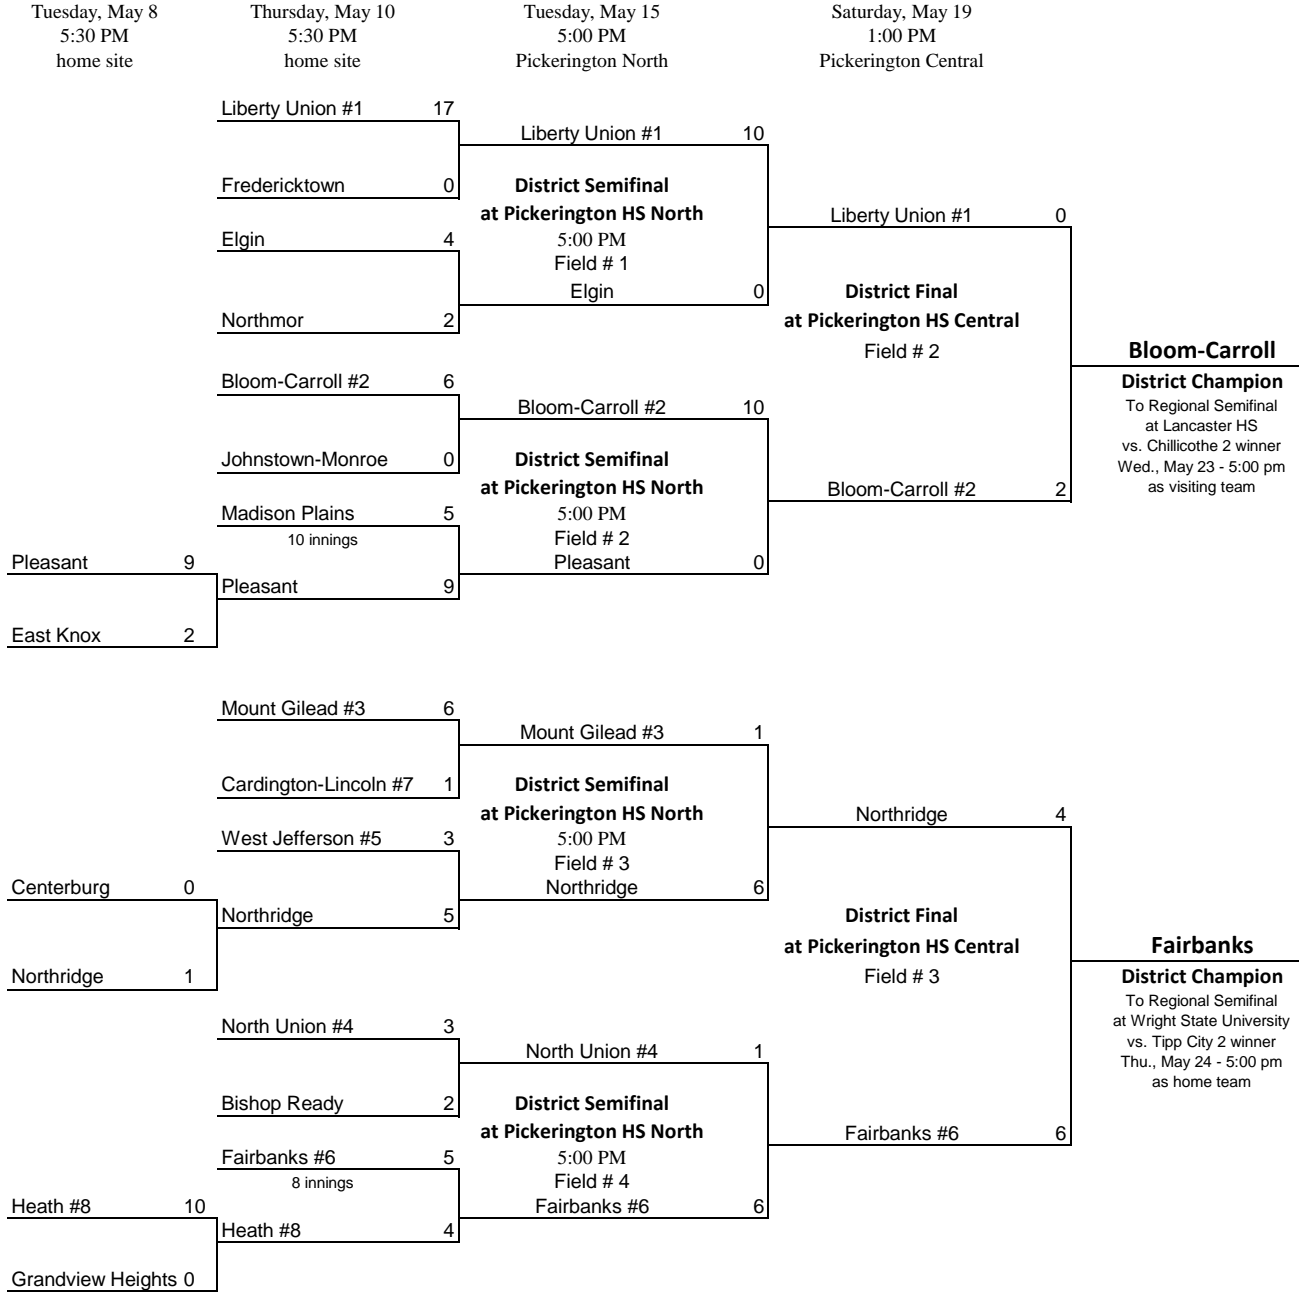 Tuesday, May 8 Thursday, May 10 Tuesday, May 15 Saturday, May 19
5:30 PM 5:30 PM 5:00 PM 1:00 PM
home site home site Pickerington North Pickerington Central
Liberty Union #1 17
Liberty Union #1 10
Fredericktown 0 District Semifinal
at Pickerington HS North Liberty Union #1 0
Elgin 4 5:00 PM
Field # 1
Elgin 0 District Final
Northmor 2 at Pickerington HS Central
Field # 2 Bloom-Carroll
Bloom-Carroll #2 6 District Champion
Bloom-Carroll #2 10 To Regional Semifinal
at Lancaster HS
vs. Chillicothe 2 winner
Johnstown-Monroe 0 District Semifinal Wed., May 23 - 5:00 pm
at Pickerington HS North Bloom-Carroll #2 2 as visiting team
Madison Plains 5 5:00 PM
10 innings Field # 2
Pleasant 9 Pleasant 0
Pleasant 9
East Knox 2
Mount Gilead #3 6
Mount Gilead #3 1
Cardington-Lincoln #7 1 District Semifinal
at Pickerington HS North Northridge 4
West Jefferson #5 3 5:00 PM
Field # 3
Centerburg 0 Northridge 6
Northridge 5 District Final
at Pickerington HS Central Fairbanks
Northridge 1 Field # 3 District Champion
To Regional Semifinal
North Union #4 3 at Wright State University
vs. Tipp City 2 winner
North Union #4 1 Thu., May 24 - 5:00 pm
as home team
Bishop Ready 2 District Semifinal
at Pickerington HS North Fairbanks #6 6
Fairbanks #6 5 5:00 PM
8 innings Field # 4
Heath #8 10 Fairbanks #6 6
Heath #8 4
Grandview Heights 0